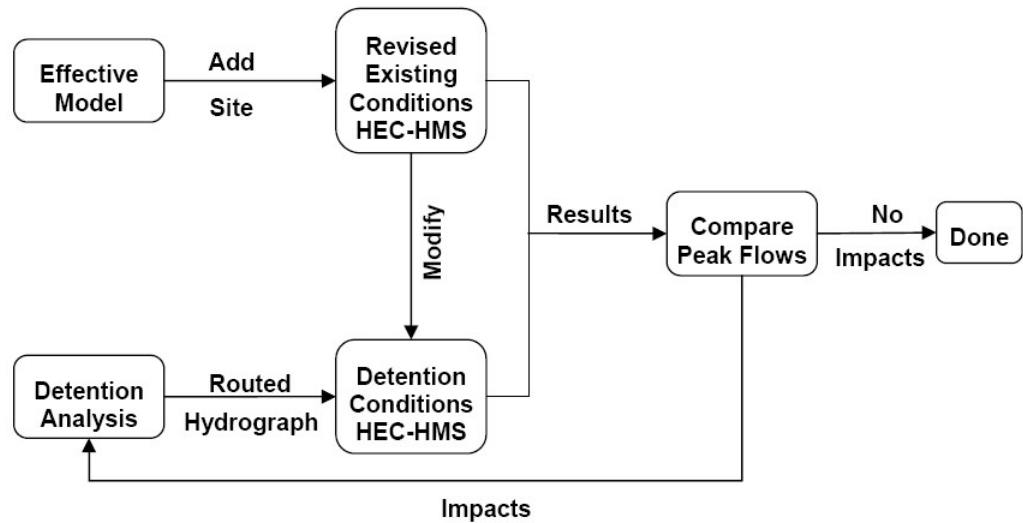 Effective
Model
Add
Site
Revised
Existing
Conditions
HEC-HMS
Modify
Results
Compare
Peak Flows
No
Impacts
Done
Detention
Analysis
Routed
Hydrograph
Detention
Conditions
HEC-HMS
Impacts